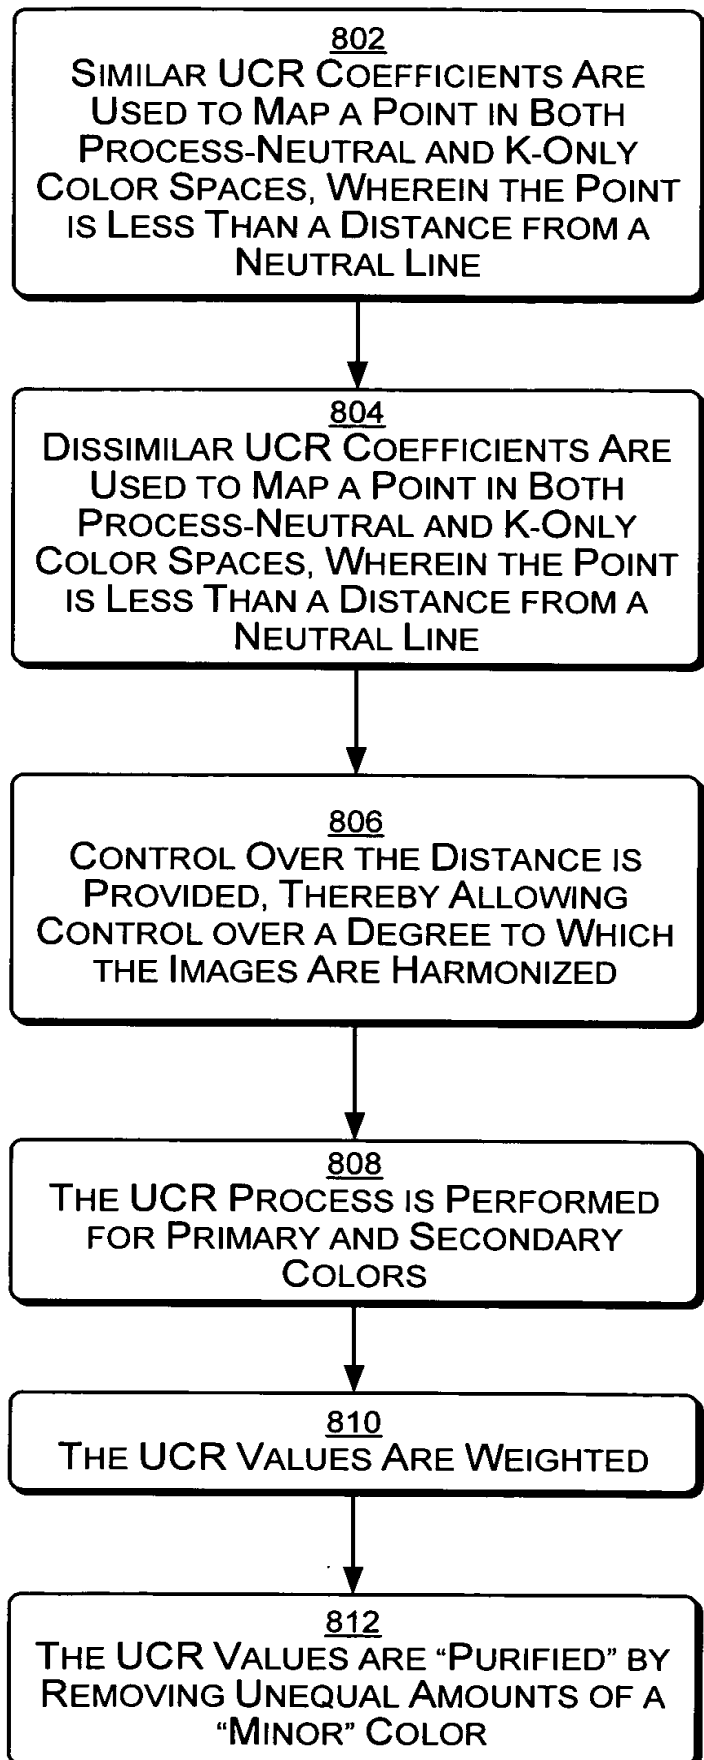 802
SIMILAR UCR COEFFICIENTS ARE
USED TO MAP A POINT IN BOTH
PROCESS-NEUTRAL AND K-ONLY
COLOR SPACES, WHEREIN THE POINT
IS LESS THAN A DISTANCE FROM A
NEUTRAL LINE
804
DISSIMILAR UCR COEFFICIENTS ARE
USED TO MAP A POINT IN BOTH
PROCESS-NEUTRAL AND K-ONLY
COLOR SPACES, WHEREIN THE POINT
IS LESS THAN A DISTANCE FROM A
NEUTRAL LINE
806
CONTROL OVER THE DISTANCE IS
PROVIDED, THEREBY ALLOWING
CONTROL OVER A DEGREE TO WHICH
THE IMAGES ARE HARMONIZED
808
THE UCR PROCESS IS PERFORMED
FOR PRIMARY AND SECONDARY
COLORS
810
THE UCR VALUES ARE WEIGHTED
812
THE UCR VALUES ARE "PURIFIED" BY
REMOVING UNEQUAL AMOUNTS OF A
"MINOR" COLOR